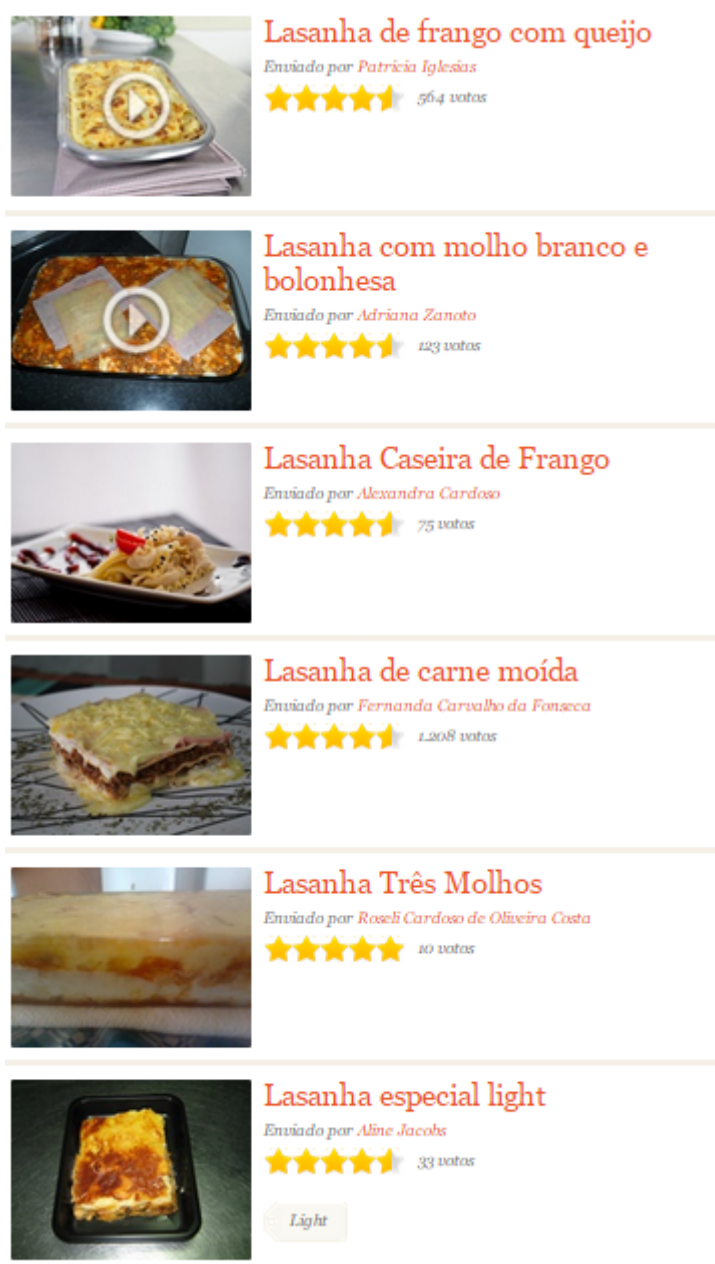 Lasanha de frango com queijo
Enviado por Patricia Iglesias
564 votos
Lasanha com molho branco e
bolonhesa
Enviado por Adriana Zanoto
123 votos
Lasanha Caseira de Frango
Enviado por Alexandra Cardoso
75 votos
Lasanha de carne moída
Enviado por Fernanda Carvalho da Fonseca
1.208 votos
Lasanha Três Molhos
Enviado por Roseli Cardoso de Oliveira Costa
10 votos
Lasanha especial light
Enviado por Aline Jacobs
33 votos
Light